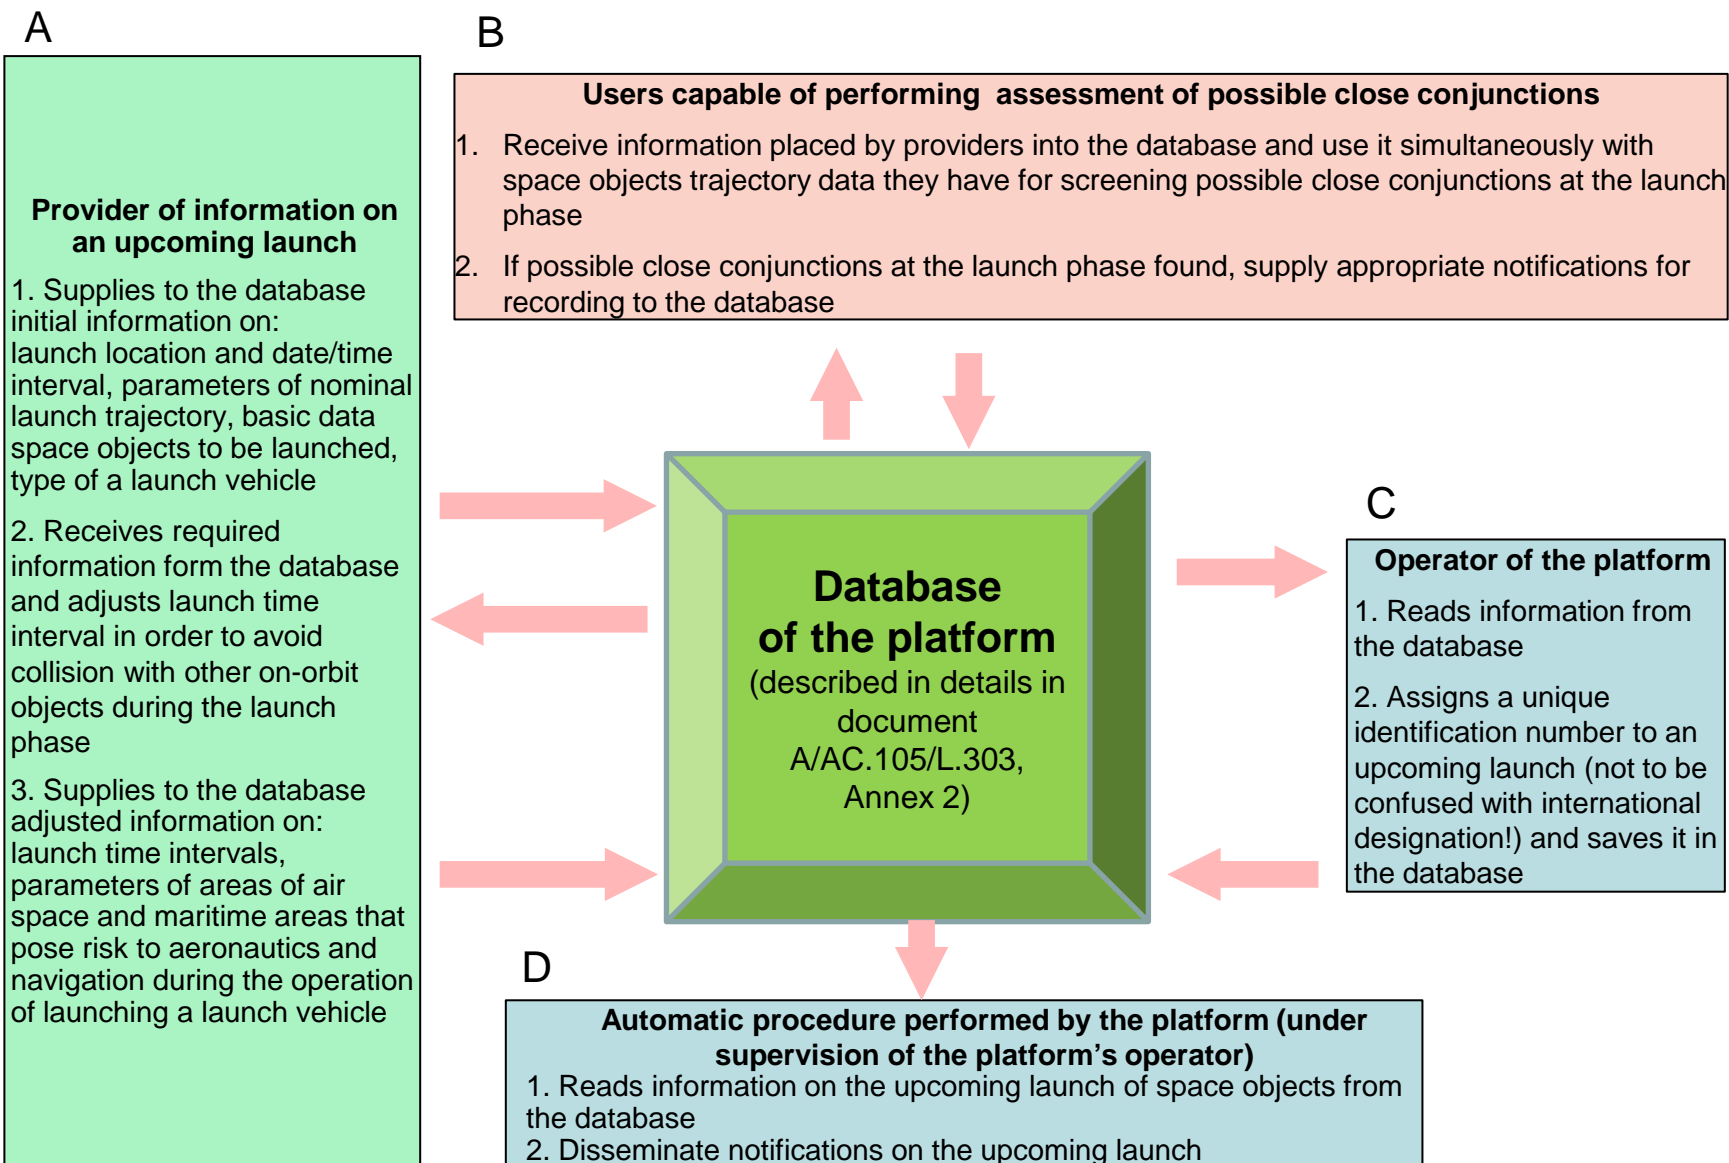 A
Provider of information on
an upcoming launch
1. Supplies to the database
initial information on:
launch location and date/time
interval, parameters of nominal
launch trajectory, basic data
space objects to be launched,
type of a launch vehicle
2. Receives required
information form the database
and adjusts launch time
interval in order to avoid
collision with other on-orbit
objects during the launch
phase
3. Supplies to the database
adjusted information on:
launch time intervals,
parameters of areas of air
space and maritime areas that
pose risk to aeronautics and
navigation during the operation
of launching a launch vehicle
B
Users capable of performing assessment of possible close conjunctions
1. Receive information placed by providers into the database and use it simultaneously with
space objects trajectory data they have for screening possible close conjunctions at the launch
phase
2. If possible close conjunctions at the launch phase found, supply appropriate notifications for
recording to the database
Database
of the platform
(described in details in
document
A/AC.105/L.303,
Annex 2)
C
Operator of the platform
1. Reads information from
the database
2. Assigns a unique
identification number to an
upcoming launch (not to be
confused with international
designation!) and saves it in
the database
D
Automatic procedure performed by the platform (under
supervision of the platform’s operator)
1. Reads information on the upcoming launch of space objects from
the database
2. Disseminate notifications on the upcoming launch